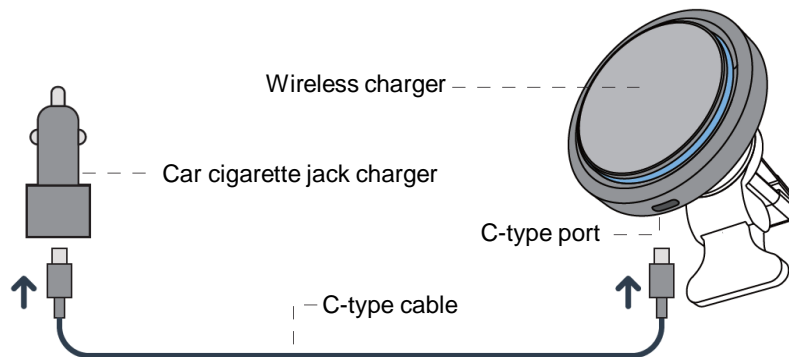 Wireless charger
Car cigarette jack charger
C-type port
C-type cable